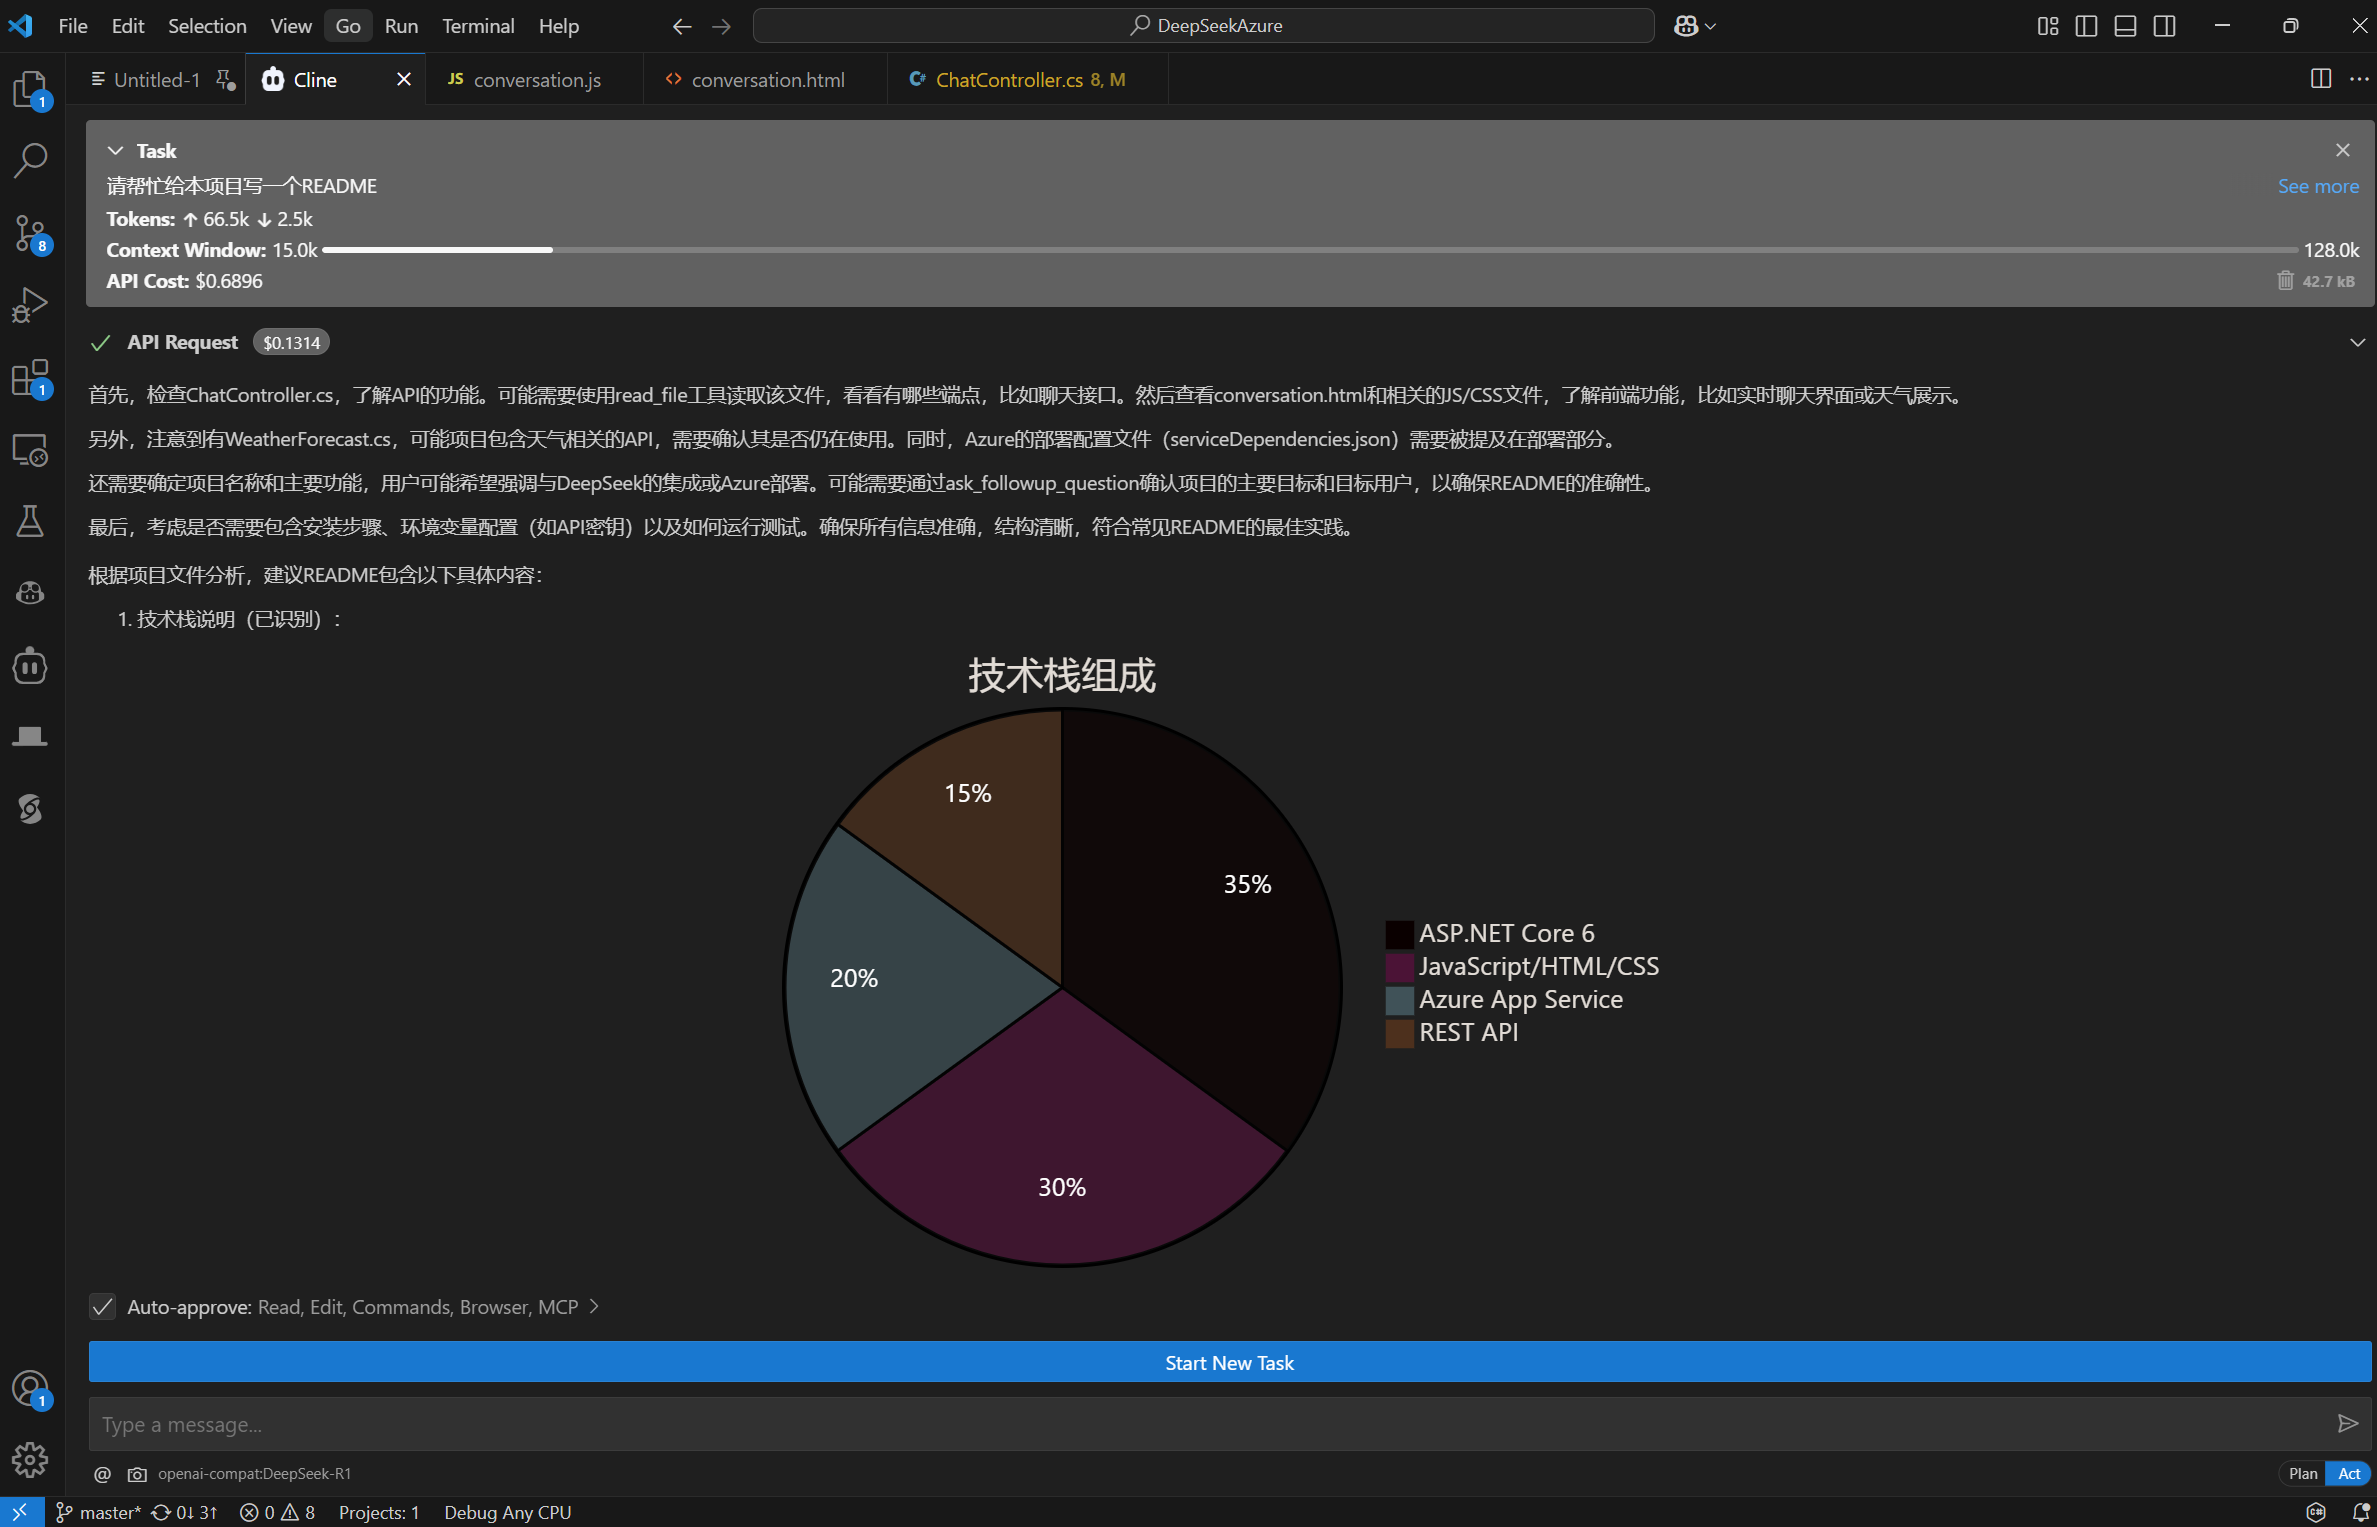 File Edit Selection View Go Run Terminal Help
DeepSeekAzure
Untitled-1
Cline
JS conversation.js
<> conversation.html
C# ChatController.cs 8, M
1
8
1
1
Task
请帮忙给本项目写一个README
See more
Tokens: ↑ 66.5k ↓ 2.5k
Context Window: 15.0k 128.0k
API Cost: $0.6896
42.7 kB
API Request $0.1314
首先，检查ChatController.cs，了解API的功能。可能需要使用read_file工具读取该文件，看看有哪些端点，比如聊天接口。然后查看conversation.html和相关的JS/CSS文件，了解前端功能，比如实时聊天界面或天气展示。
另外，注意到有WeatherForecast.cs，可能项目包含天气相关的API，需要确认其是否仍在使用。同时，Azure的部署配置文件（serviceDependencies.json）需要被提及在部署部分。
还需要确定项目名称和主要功能，用户可能希望强调与DeepSeek的集成或Azure部署。可能需要通过ask_followup_question确认项目的主要目标和目标用户，以确保README的准确性。
最后，考虑是否需要包含安装步骤、环境变量配置（如API密钥）以及如何运行测试。确保所有信息准确，结构清晰，符合常见README的最佳实践。
根据项目文件分析，建议README包含以下具体内容：
1. 技术栈说明（已识别）：
技术栈组成
15%
35%
20%
30%
ASP.NET Core 6
JavaScript/HTML/CSS
Azure App Service
REST API
Auto-approve: Read, Edit, Commands, Browser, MCP
Start New Task
Type a message...
@ openai-compat:DeepSeek-R1
Plan Act
master* 0↓ 3↑ 0 8 Projects: 1 Debug Any CPU